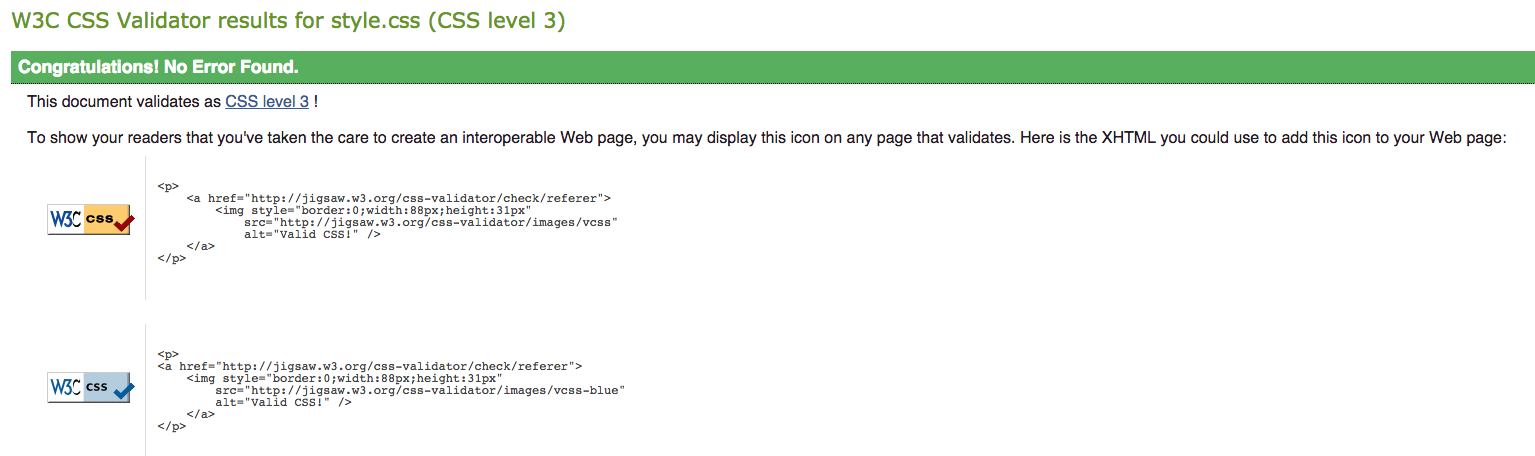 W3C CSS Validator results for style.css (CSS level 3)
Congratulations! No Error Found.
This document validates as CSS level 3 !
To show your readers that you've taken the care to create an interoperable Web page, you may display this icon on any page that validates. Here is the XHTML you could use to add this icon to your Web page:
W3C css
<p>
    <a href="http://jigsaw.w3.org/css-validator/check/referer">
        <img style="border:0;width:88px;height:31px"
            src="http://jigsaw.w3.org/css-validator/images/vcss"
            alt="Valid CSS!" />
    </a>
</p>
W3C css
<p>
<a href="http://jigsaw.w3.org/css-validator/check/referer">
    <img style="border:0;width:88px;height:31px"
        src="http://jigsaw.w3.org/css-validator/images/vcss-blue"
        alt="Valid CSS!" />
    </a>
</p>